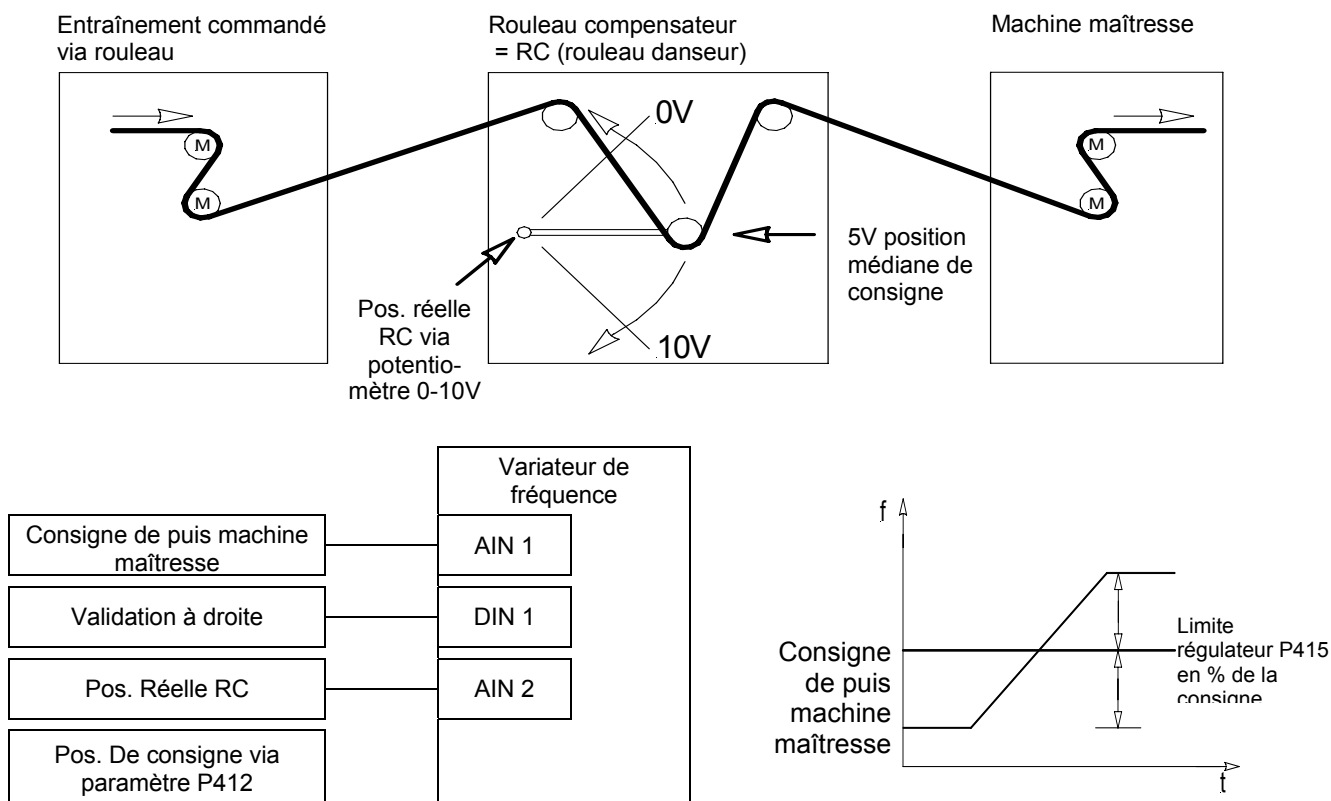 Entraînement commandé
via rouleau
Rouleau compensateur
= RC (rouleau danseur)
Machine maîtresse
0V
M
M
M
M
5V position
médiane de
consigne
Pos. réelle
RC via
potentio-
mètre 0-10V
10V
Variateur de
fréquence
Consigne de puis machine
maîtresse
AIN 1
Validation à droite
DIN 1
Pos. Réelle RC
AIN 2
Pos. De consigne via
paramètre P412
f
Consigne
de puis
machine
maîtresse
Limite
régulateur P415
en % de la
consigne
t